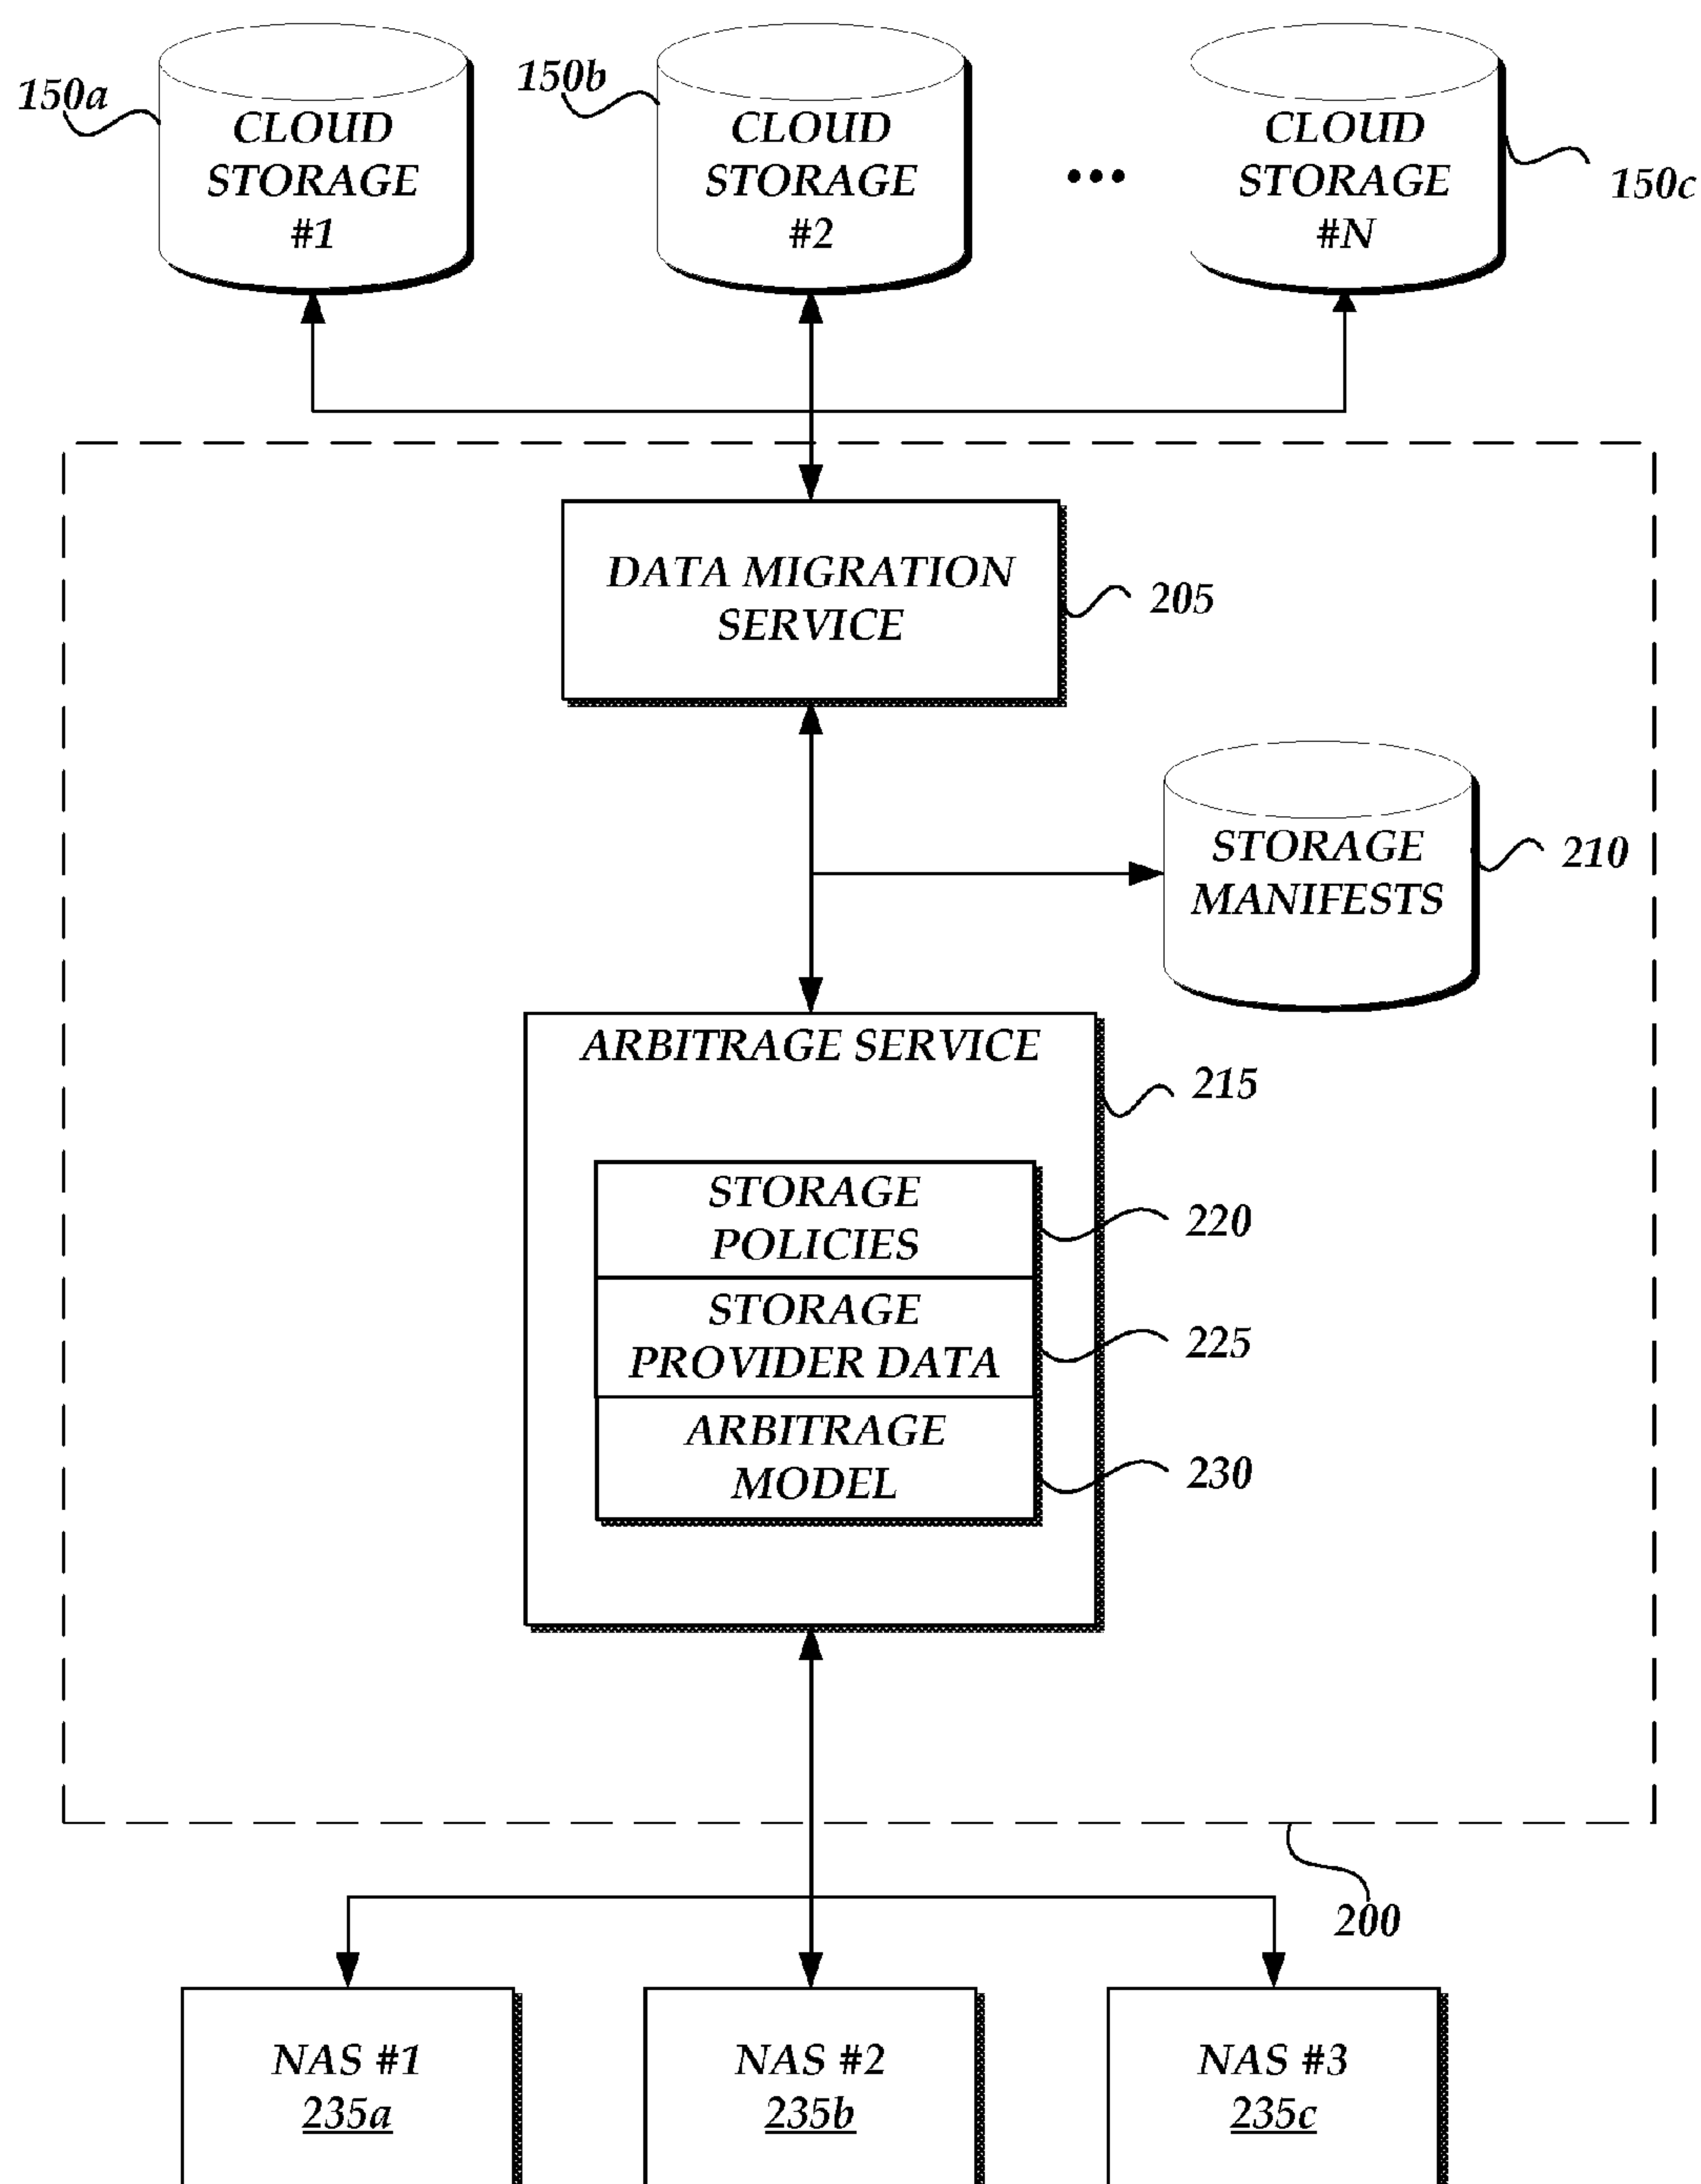 150a
CLOUD
STORAGE
#1
150b
CLOUD
STORAGE
#2
•••
CLOUD
STORAGE
#N
150c
DATA MIGRATION
SERVICE
205
STORAGE
MANIFESTS
210
ARBITRAGE SERVICE
215
STORAGE
POLICIES
220
STORAGE
PROVIDER DATA
225
ARBITRAGE
MODEL
230
200
NAS #1
235a
NAS #2
235b
NAS #3
235c